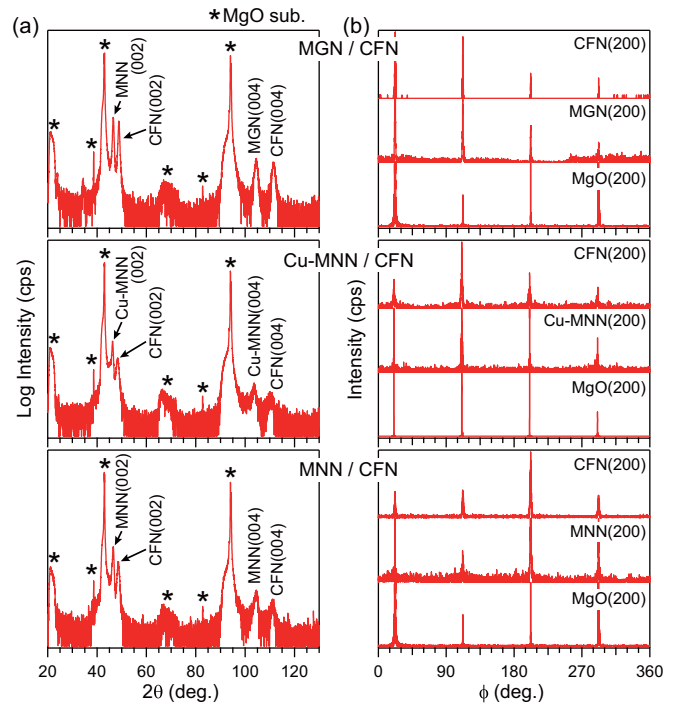 (a)
*MgO sub.
(b)
MGN / CFN
* * * * * * *
MNN
(002)
CFN(002)
MGN(004)
CFN(004)
CFN(200)
MGN(200)
MgO(200)
Cu-MNN / CFN
* * * * * *
Cu-MNN
(002)
CFN(002)
Cu-MNN(004)
CFN(004)
CFN(200)
Cu-MNN(200)
MgO(200)
MNN / CFN
* * * * * *
MNN(002)
CFN(002)
MNN(004)
CFN(004)
CFN(200)
MNN(200)
MgO(200)
Log Intensity (cps)
Intensity (cps)
20 40 60 80 100 120
2θ (deg.)
0 90 180 270 360
ϕ (deg.)